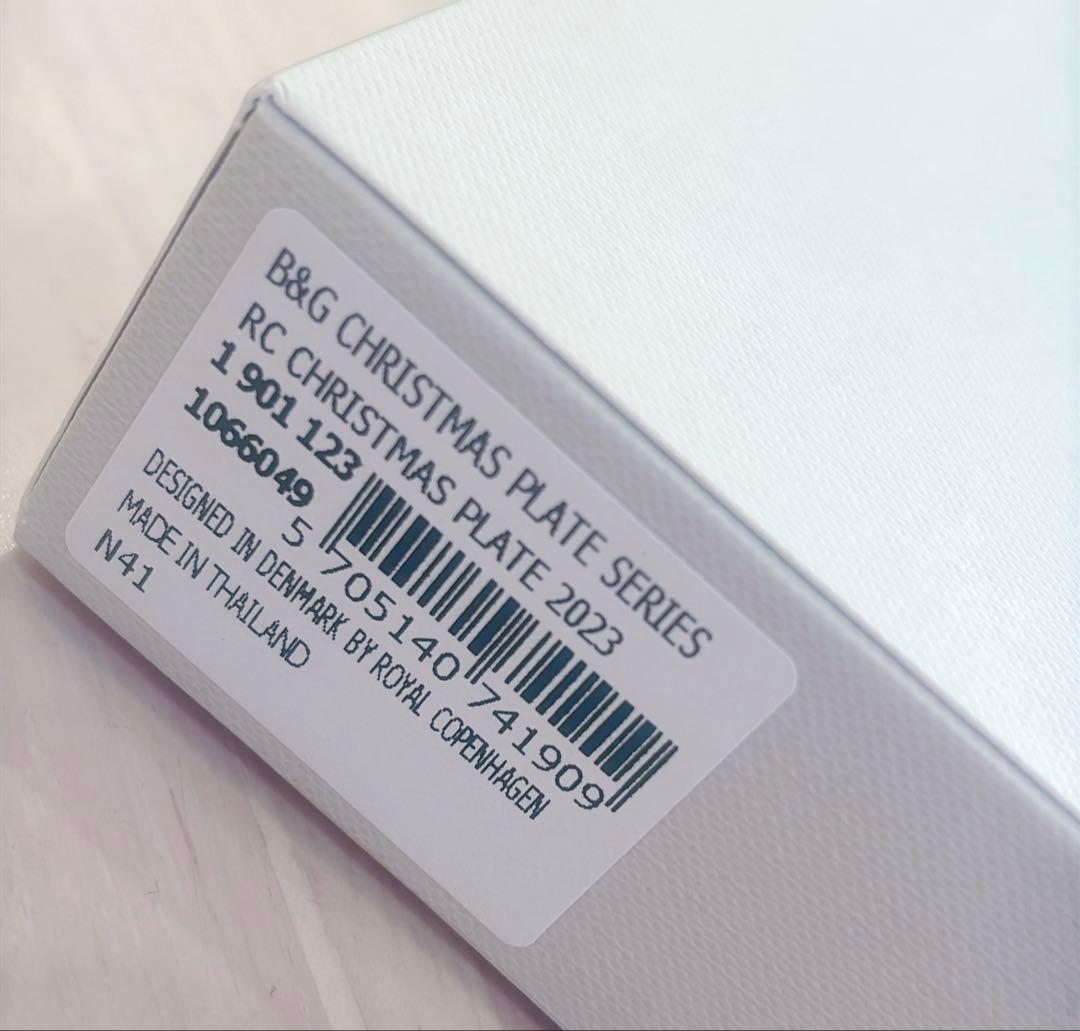 B&G CHRISTMAS PLATE SERIES
RC CHRISTMAS PLATE 2023
1 901 123
1066049
5 705140 741909
DESIGNED IN DENMARK BY ROYAL COPENHAGEN
MADE IN THAILAND
N41